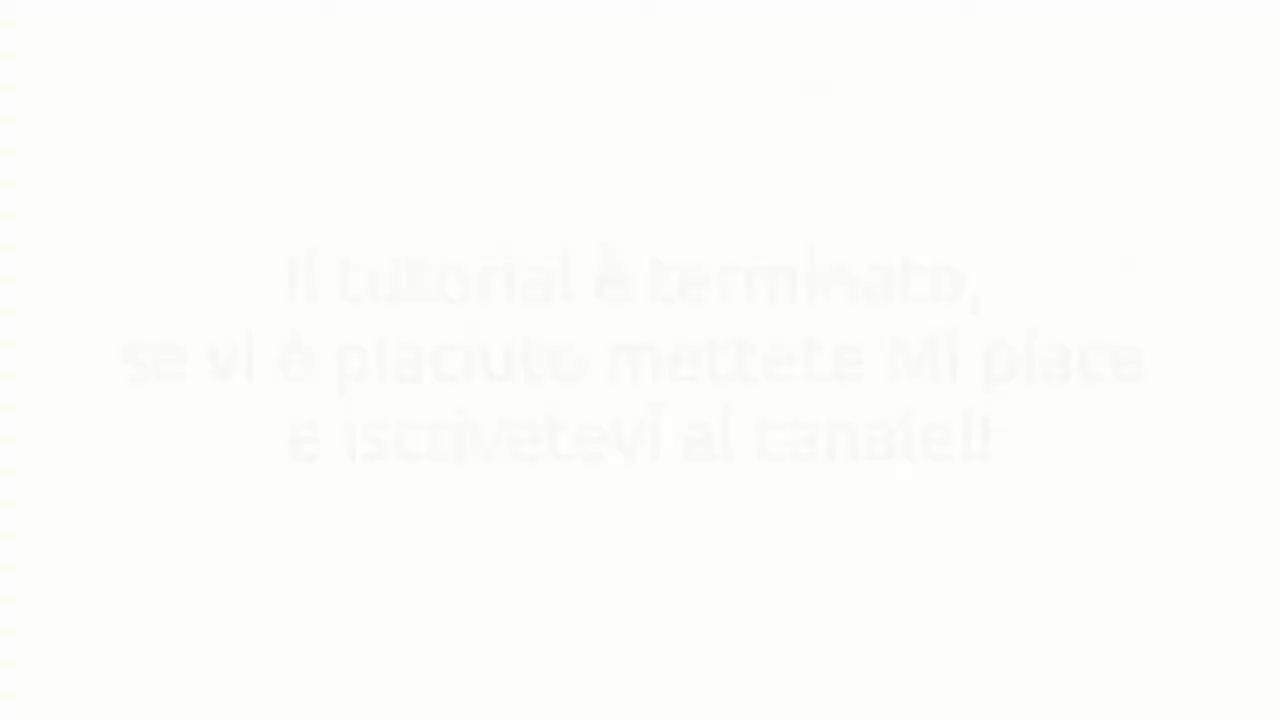 Il tutorial è terminato,
se vi è piaciuto mettete Mi piace
e iscrivetevi al canale!!